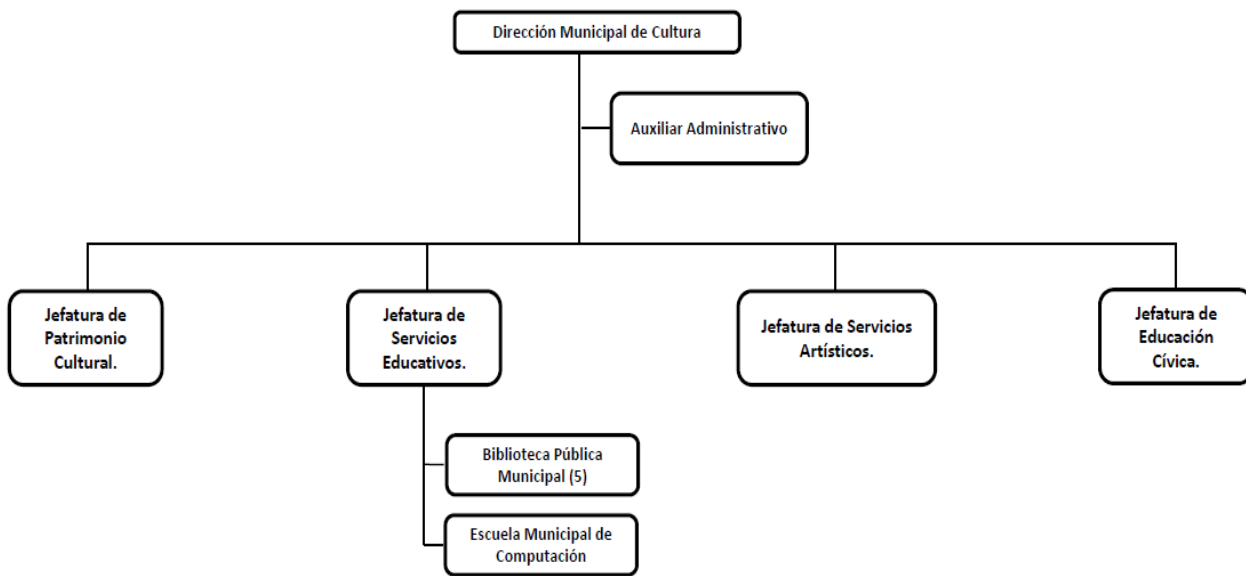 Dirección Municipal de Cultura
Auxiliar Administrativo
Jefatura de
Patrimonio
Cultural.
Jefatura de
Servicios
Educativos.
Jefatura de Servicios
Artísticos.
Jefatura de
Educación
Cívica.
Biblioteca Pública
Municipal (5)
Escuela Municipal de
Computación